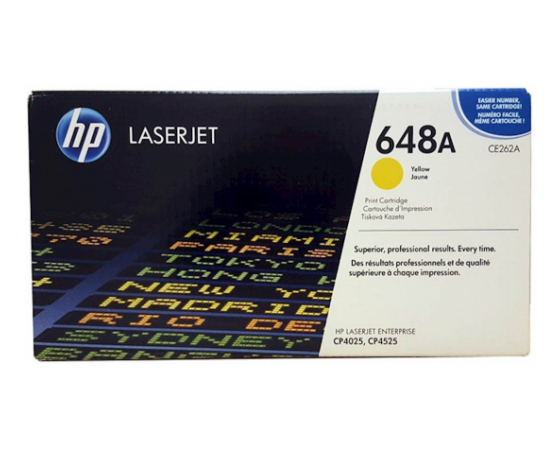 hp LASERJET
EASIER NUMBER,
SAME CARTRIDGE!
NUMÉRO FACILE,
MÊME CARTOUCHE !
648A
CE262A
Yellow
Jaune
Print Cartridge
Cartouche d'Impression
Tisková Kazeta
Superior, professional results. Every time.
Des résultats professionnels et de qualité
supérieure à chaque impression.
HP LASERJET ENTERPRISE
CP4025, CP4525
LONDON
MIAMI
PARIS
TOKYO
HONG
NEW YO
MADRID
RIO DE